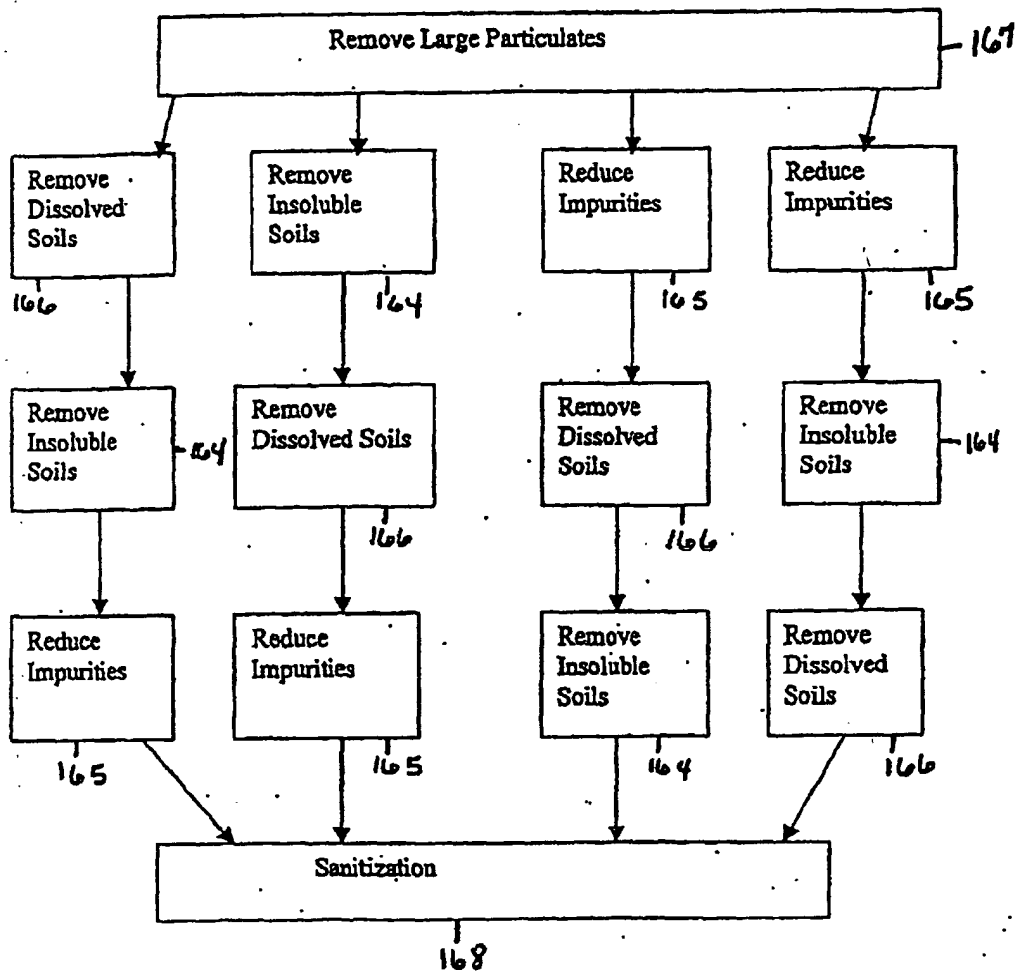 Remove Large Particulates
167
Remove
Dissolved
Soils
166
Remove
Insoluble
Soils
164
Reduce
Impurities
165
Reduce
Impurities
165
Remove
Insoluble
Soils
164
Remove
Dissolved Soils
166
Remove
Dissolved
Soils
166
Remove
Insoluble
Soils
164
Reduce
Impurities
165
Reduce
Impurities
165
Remove
Insoluble
Soils
164
Remove
Dissolved
Soils
166
Sanitization
168